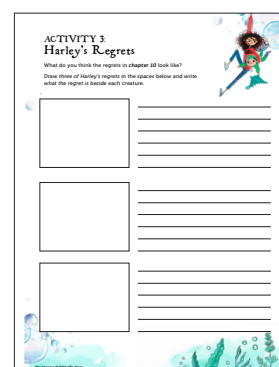 ACTIVITY 3:
Harley's Regrets
What do you think the regrets in chapter 10 look like?
Draw three of Harley's regrets in the spaces below and write
what the regret is beside each creature.